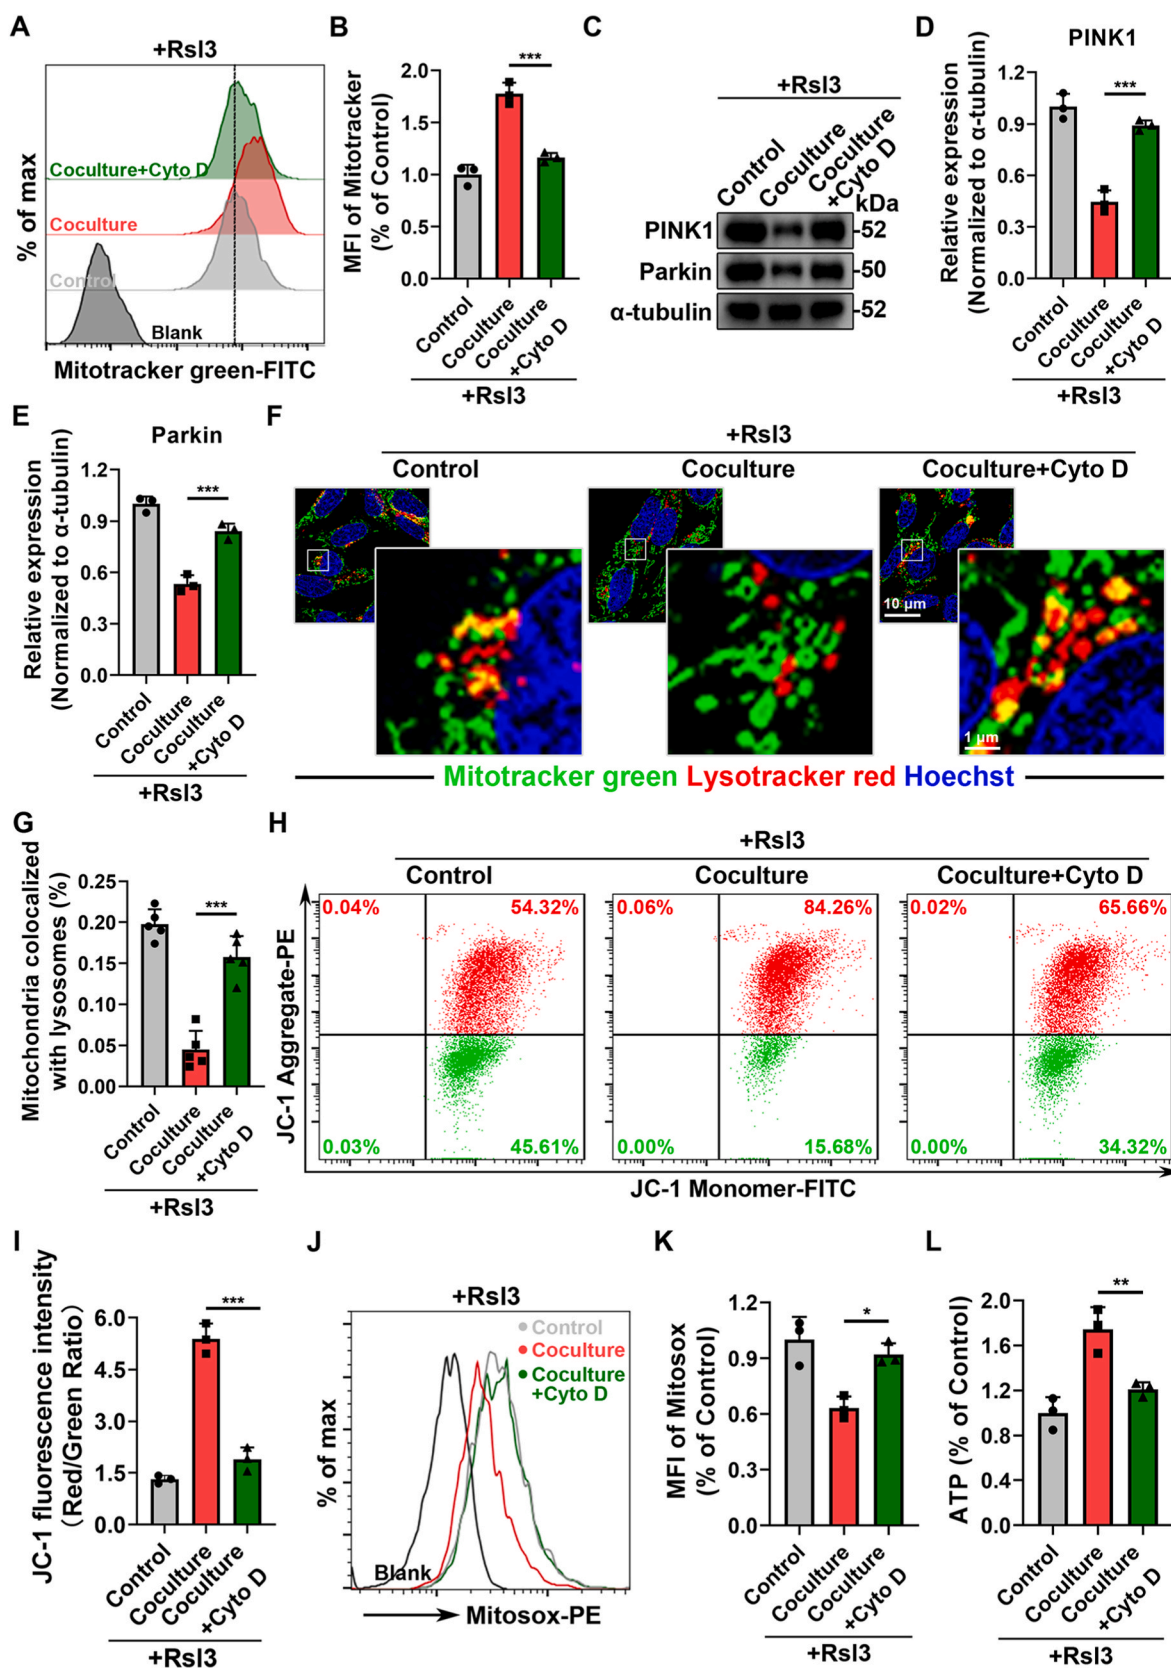 A
+Rsl3
Coculture+Cyto D
Coculture
Control
Blank
% of max
Mitotracker green-FITC
B
MFI of Mitotracker
(% of Control)
2.0
1.5
1.0
0.5
0.0
***
Control
Coculture
Coculture
+Cyto D
+Rsl3
C
+Rsl3
Control
Coculture
Coculture
+Cyto D
kDa
PINK1
-52
Parkin
-50
α-tubulin
-52
D
PINK1
Relative expression
(Normalized to α-tubulin)
1.2
0.9
0.6
0.3
0.0
***
Control
Coculture
Coculture
+Cyto D
+Rsl3
E
Parkin
Relative expression
(Normalized to α-tubulin)
1.2
0.9
0.6
0.3
0.0
***
Control
Coculture
Coculture
+Cyto D
+Rsl3
F
+Rsl3
Control
Coculture
Coculture+Cyto D
10 μm
1 μm
Mitotracker green Lysotracker red Hoechst
G
Mitochondria colocalized
with lysosomes (%)
0.25
0.20
0.15
0.10
0.05
0.00
***
Control
Coculture
Coculture
+Cyto D
+Rsl3
H
+Rsl3
Control
Coculture
Coculture+Cyto D
JC-1 Aggregate-PE
0.04%
54.32%
0.03%
45.61%
0.06%
84.26%
0.00%
15.68%
0.02%
65.66%
0.00%
34.32%
JC-1 Monomer-FITC
I
JC-1 fluorescence intensity
(Red/Green Ratio)
6.0
4.5
3.0
1.5
0.0
***
Control
Coculture
Coculture
+Cyto D
+Rsl3
J
+Rsl3
Control
Coculture
Coculture
+Cyto D
% of max
Blank
Mitosox-PE
K
MFI of Mitosox
(% of Control)
1.2
0.9
0.6
0.3
0.0
*
Control
Coculture
Coculture
+Cyto D
+Rsl3
L
ATP (% of Control)
2.0
1.6
1.2
0.8
0.4
0.0
**
Control
Coculture
Coculture
+Cyto D
+Rsl3